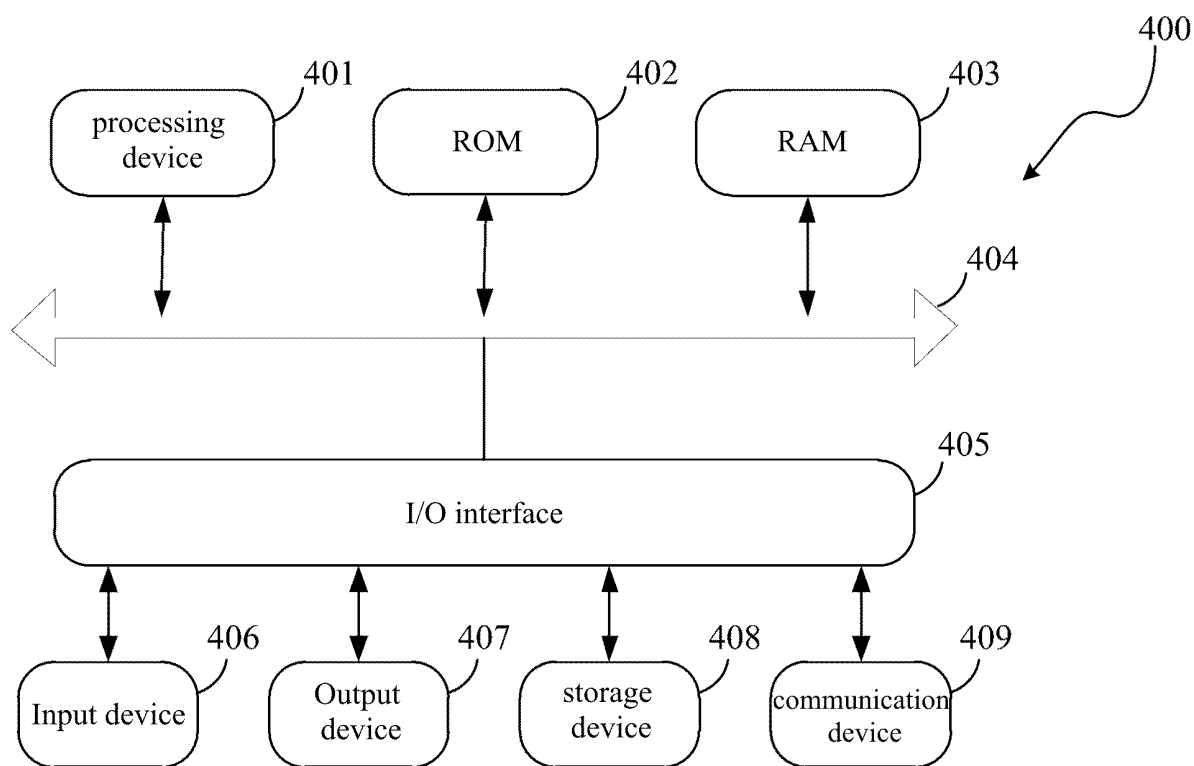 400
401
402
403
processing
device
ROM
RAM
404
405
I/O interface
406
407
408
409
Input device
Output
device
storage
device
communication
device